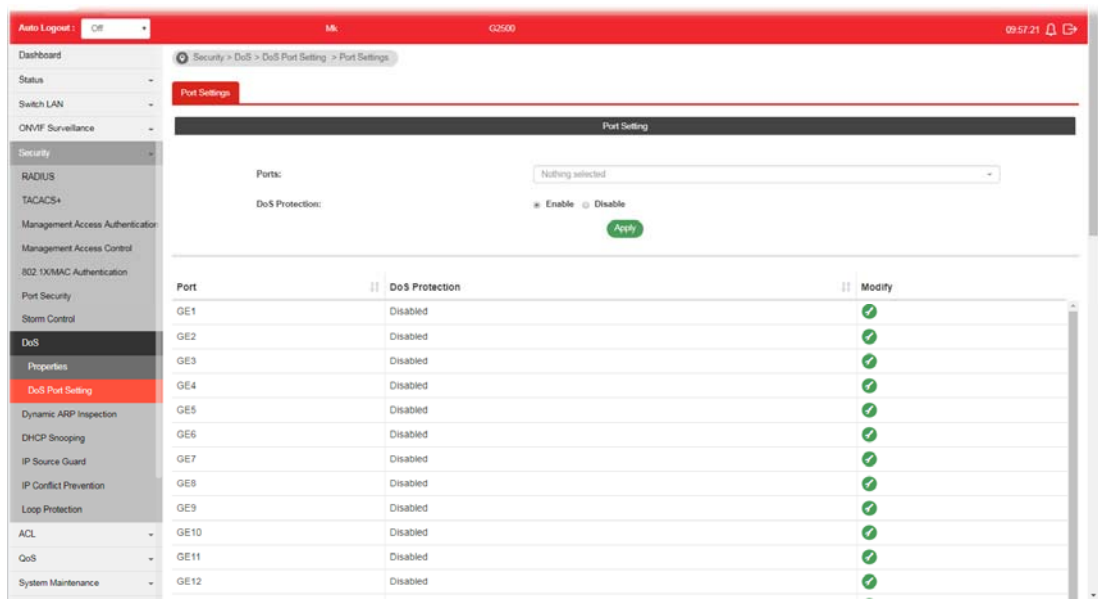 Auto Logout : Off Mk G2500 09:57:21
Dashboard
Status
Switch LAN
ONVIF Surveillance
Security
RADIUS
TACACS+
Management Access Authentication
Management Access Control
802.1X/MAC Authentication
Port Security
Storm Control
DoS
Properties
DoS Port Setting
Dynamic ARP Inspection
DHCP Snooping
IP Source Guard
IP Conflict Prevention
Loop Protection
ACL
QoS
System Maintenance
Security > DoS > DoS Port Setting > Port Settings
Port Settings
Port Setting
Ports: Nothing selected
DoS Protection: Enable Disable
Apply
Port DoS Protection Modify
GE1 Disabled
GE2 Disabled
GE3 Disabled
GE4 Disabled
GE5 Disabled
GE6 Disabled
GE7 Disabled
GE8 Disabled
GE9 Disabled
GE10 Disabled
GE11 Disabled
GE12 Disabled